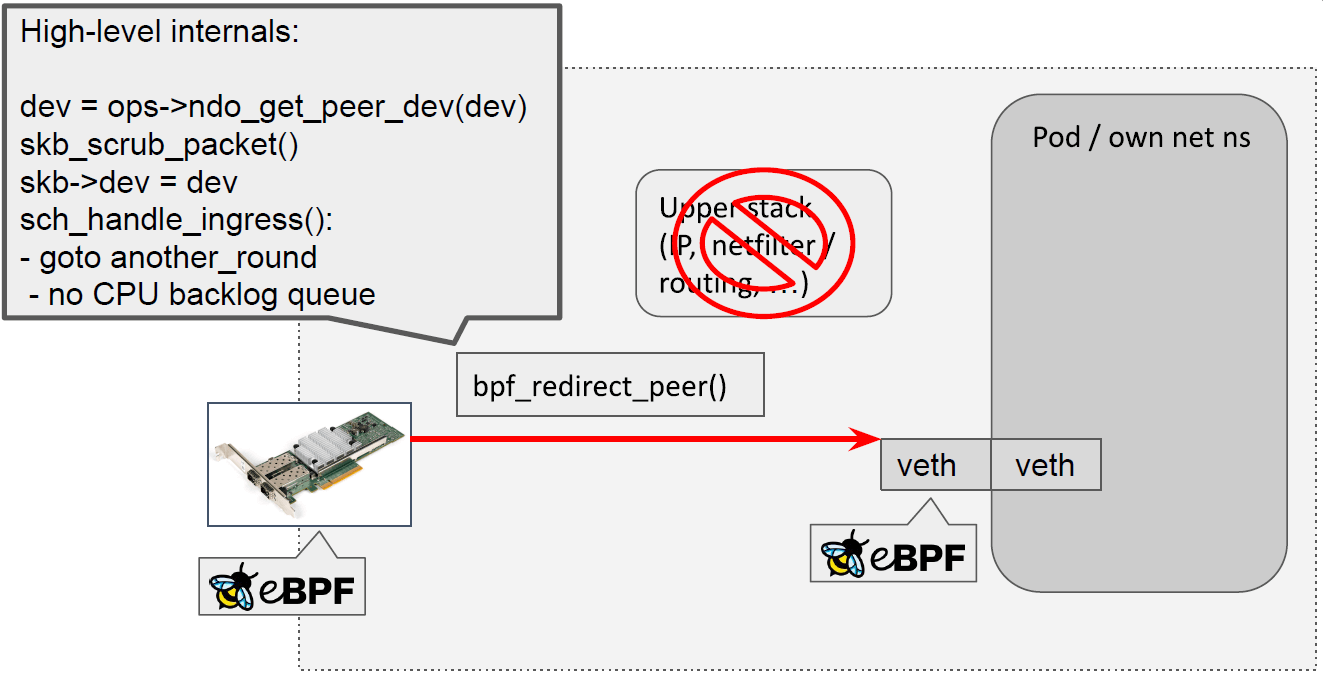 High-level internals:
dev = ops->ndo_get_peer_dev(dev)
skb_scrub_packet()
skb->dev = dev
sch_handle_ingress():
- goto another_round
- no CPU backlog queue
Pod / own net ns
Upper stack
(IP, netfilter /
routing, ...)
bpf_redirect_peer()
veth
veth
eBPF
eBPF